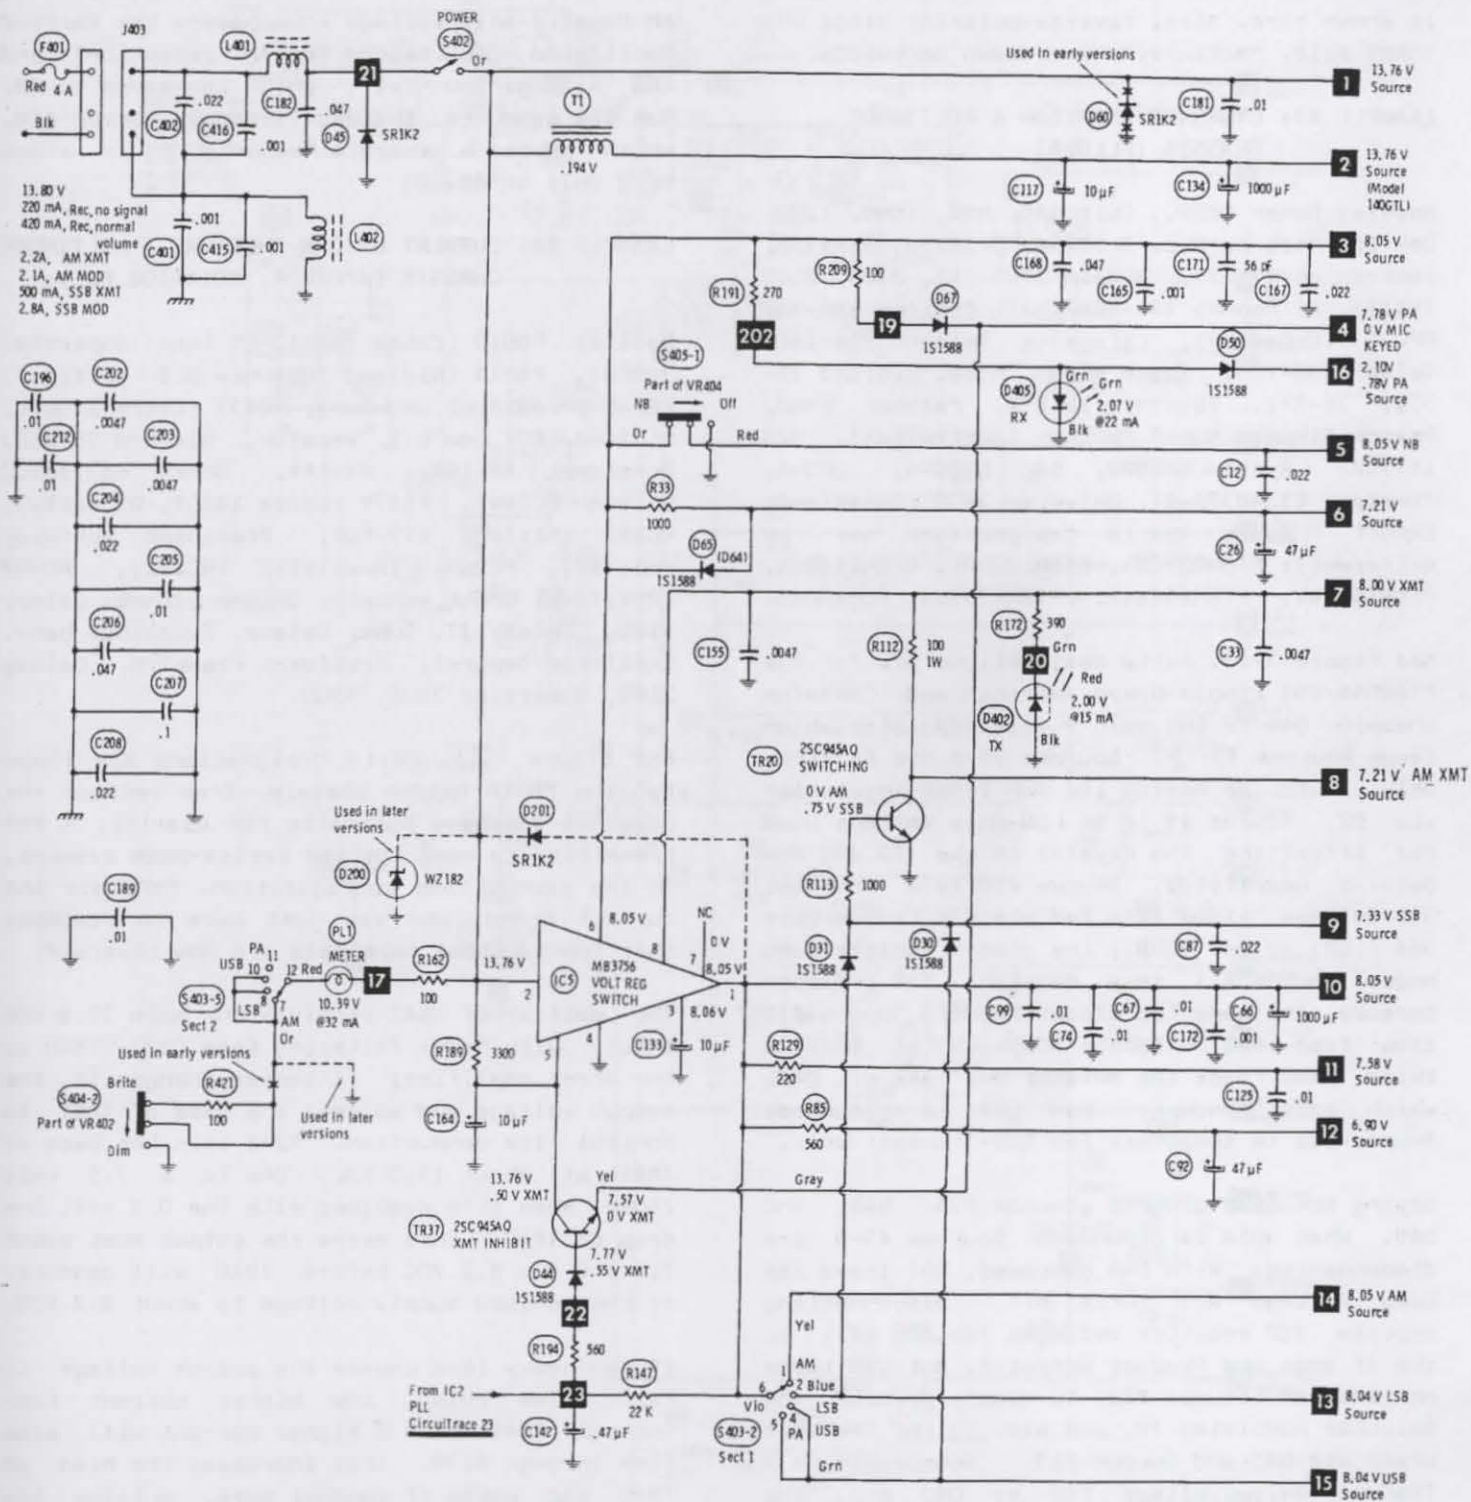 POWER
F401
J403
L401
S402
Or
Used in early versions
Red 4 A
Blk
.022
C402
C416
.001
C182
.047
D45
21
SR1K2
T1
.194 V
D60
SR1K2
C181
.01
1
13.76 V
Source
2
13.76 V
Source
(Model
140GTL)
C117
10 µF
C134
1000 µF
13.80 V
220 mA, Rec, no signal
420 mA, Rec, normal
volume
2.2A, AM XMT
2.1A, AM MOD
500 mA, SSB XMT
2.8A, SSB MOD
.001
C401
C415
.001
L402
3
8.05 V
Source
R191
270
R209
100
C168
.047
C165
.001
C171
56 pF
C167
.022
202
19
D67
1S1588
4
7.78 V PA
0 V MIC
KEYED
D50
1S1588
16
2.10V
.78V PA
Source
S405-1
Part of VR404
NB
Off
Or
Red
D405
RX
Grn
Grn
2.07 V
@22 mA
Blk
5
8.05 V NB
Source
C12
.022
C196
.01
C202
.0047
C212
.01
C203
.0047
C204
.022
C205
.01
C206
.047
C207
.1
C208
.022
R33
1000
D65
(D64)
1S1588
6
7.21 V
Source
C26
47 µF
7
8.00 V XMT
Source
C155
.0047
R112
100
1W
R172
390
20
Grn
Red
2.00 V
@15 mA
D402
TX
Blk
C33
.0047
TR20
2SC945AQ
SWITCHING
0 V AM
.75 V SSB
8
7.21 V, AM XMT
Source
Used in later
versions
D201
SR1K2
D200
WZ182
R113
1000
9
7.33 V SSB
Source
C87
.022
D31
1S1588
D30
1S1588
C189
.01
PL1
METER
10.39 V
@32 mA
17
R162
100
13.76 V
2
IC5
MB3756
VOLT REG
SWITCH
6
8.05 V
8
7
NC
0 V
8.05 V
1
3
8.06 V
4
5
C133
10 µF
10
8.05 V
Source
C99
.01
C74
.01
C67
.01
C172
.001
C66
1000 µF
PA
USB
11
10
12
Red
8
LSB
7
AM
Or
S403-5
Sect 2
Used in early versions
Brite
S404-2
Part of VR402
Dim
R421
100
Used in later
versions
R189
3300
C164
10 µF
R129
220
11
7.58 V
Source
C125
.01
R85
560
12
6.90 V
Source
C92
47 µF
13.76 V
.50 V XMT
Yel
Gray
7.57 V
0 V XMT
TR37
2SC945AQ
XMT INHIBIT
7.77 V
.55 V XMT
D44
1S1588
22
R194
560
14
8.05 V AM
Source
Yel
AM
1
From IC2
PLL
CircuiTrace 23
23
R147
22 K
6
Vio
2 Blue
LSB
4
PA
USB
Grn
S403-2
Sect 1
C142
.47 µF
13
8.04 V LSB
Source
15
8.04 V USB
Source